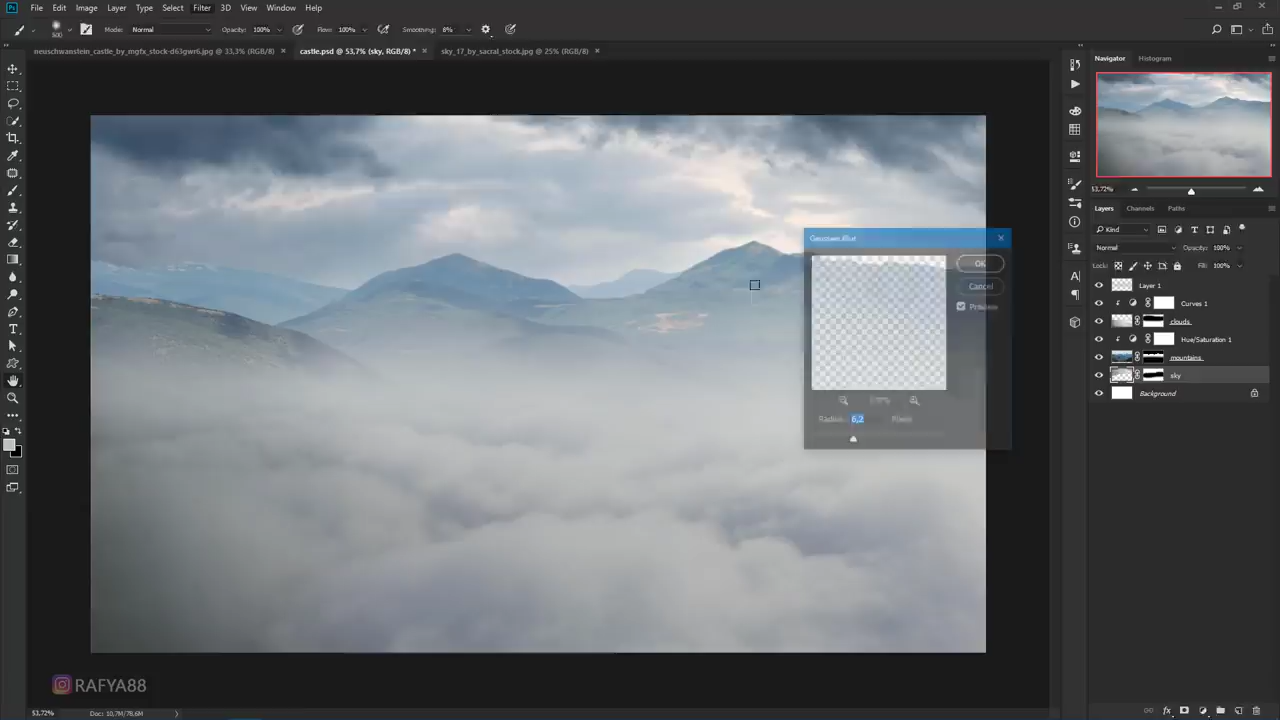 Ps File Edit Image Layer Type Select Filter 3D View Window Help
500 Mode: Normal Opacity: 100% Flow: 100% Smoothing: 8%
neuschwanstein_castle_by_mgfx_stock-d63gwr6.jpg @ 33,3% (RGB/8) × castle.psd @ 53,7% (sky, RGB/8) * × sky_17_by_sacral_stock.jpg @ 25% (RGB/8) ×
Navigator Histogram
53,72%
Layers Channels Paths
Kind
Normal Opacity: 100%
Lock: Fill: 100%
Layer 1
Curves 1
clouds
Hue/Saturation 1
mountains
sky
Background
Gaussian Blur
OK
Cancel
Preview
100%
Radius: 6,2 Pixels
RAFYA88
53,72% Doc: 10,7M/78,6M